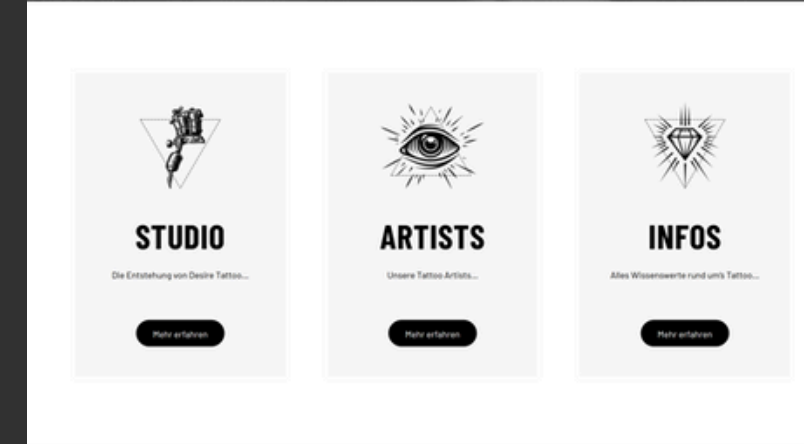 STUDIO
Die Entstehung von Desire Tattoo...
Mehr erfahren
ARTISTS
Unsere Tattoo Artists...
Mehr erfahren
INFOS
Alles Wissenswerte rund um's Tattoo...
Mehr erfahren